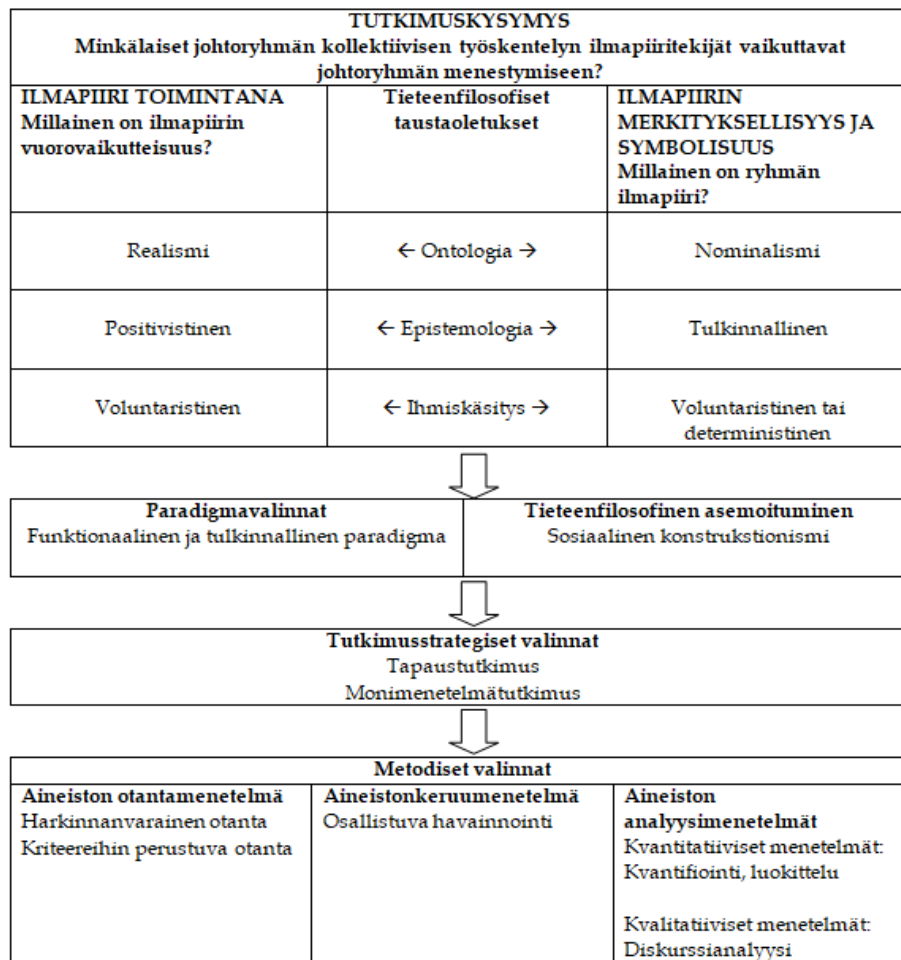 TUTKIMUSKYSYMYS
Minkälaiset johtoryhmän kollektiivisen työskentelyn ilmapiiritekijät vaikuttavat
johtoryhmän menestymiseen?
ILMAPIIRI TOIMINTANA
Millainen on ilmapiirin
vuorovaikutteisuus?
Tieteenfilosofiset
taustaoletukset
ILMAPIIRIN
MERKITYKSELLISYYS JA
SYMBOLISUUS
Millainen on ryhmän
ilmapiiri?
Realismi
← Ontologia →
Nominalismi
Positivistinen
← Epistemologia →
Tulkinnallinen
Voluntaristinen
← Ihmiskäsitys →
Voluntaristinen tai
deterministinen
Paradigmavalinnat
Funktionaalinen ja tulkinnallinen paradigma
Tieteenfilosofinen asemoituminen
Sosiaalinen konstrukstionismi
Tutkimusstrategiset valinnat
Tapaustutkimus
Monimenetelmätutkimus
Metodiset valinnat
Aineiston otantamenetelmä
Harkinnanvarainen otanta
Kriteereihin perustuva otanta
Aineistonkeruumenetelmä
Osallistuva havainnointi
Aineiston
analyysimenetelmät
Kvantitatiiviset menetelmät:
Kvantifiointi, luokittelu
Kvalitatiiviset menetelmät:
Diskurssianalyysi